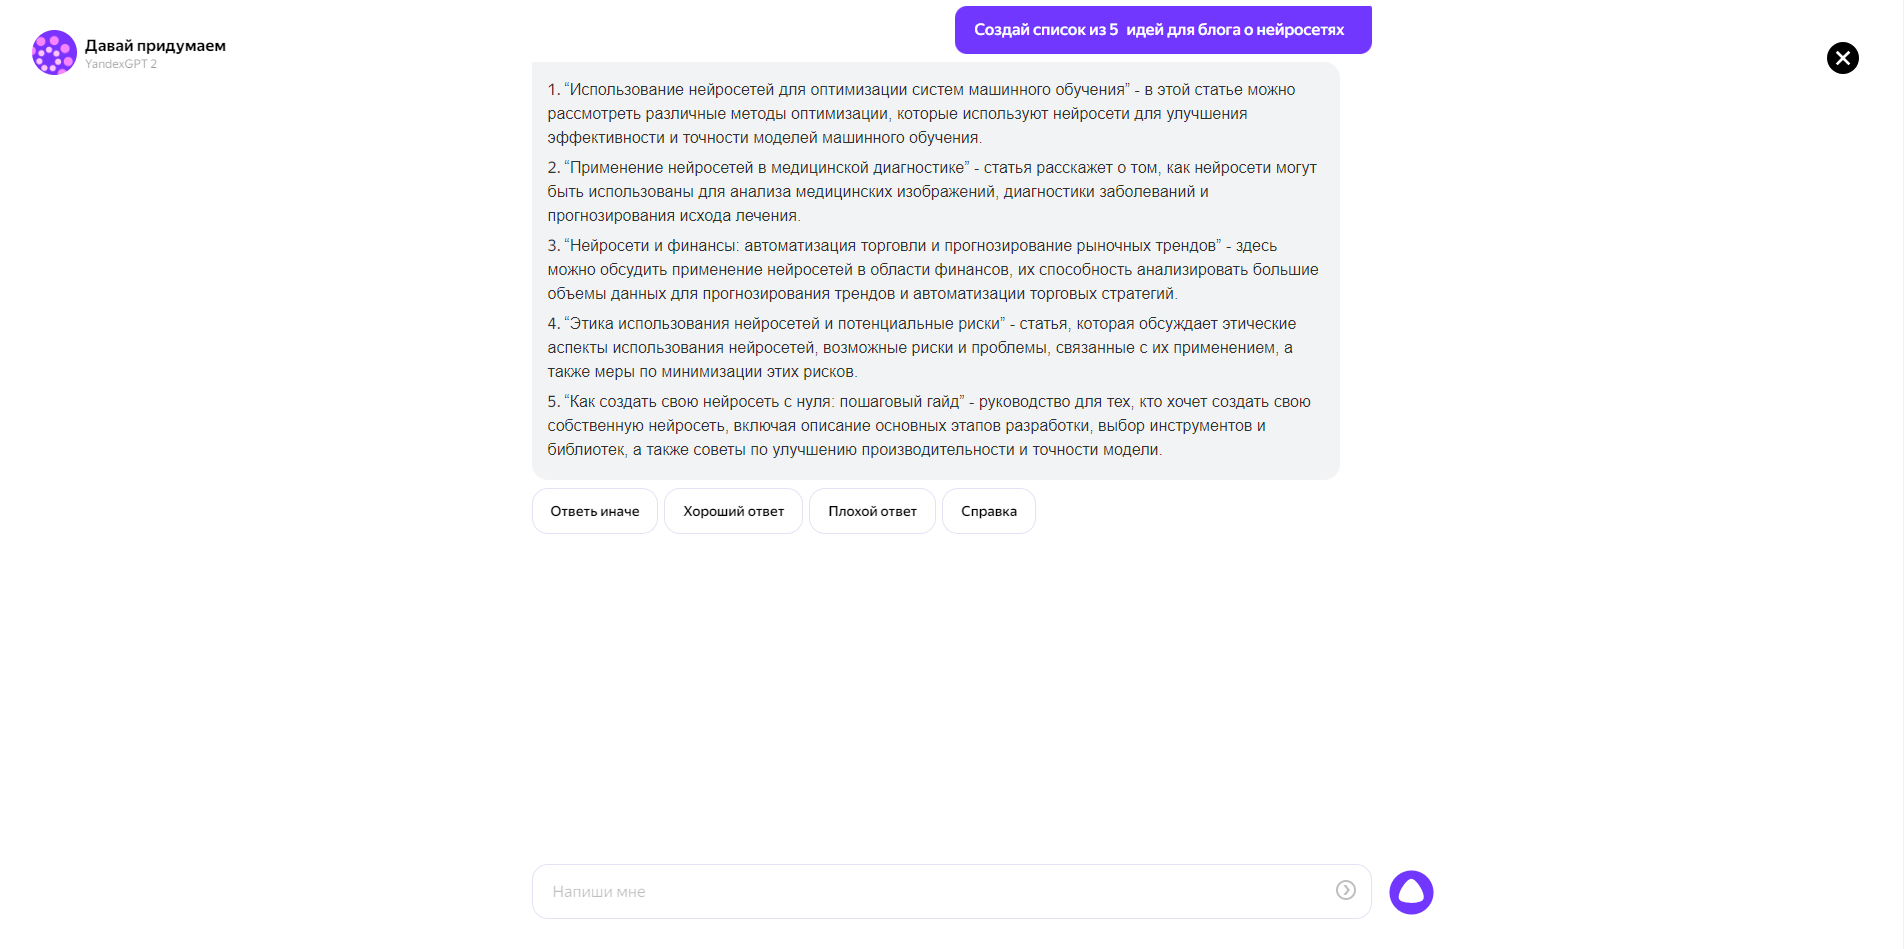 Создай список из 5 идей для блога о нейросетях
Давай придумаем
YandexGPT 2
1. “Использование нейросетей для оптимизации систем машинного обучения” - в этой статье можно
рассмотреть различные методы оптимизации, которые используют нейросети для улучшения
эффективности и точности моделей машинного обучения.
2. “Применение нейросетей в медицинской диагностике” - статья расскажет о том, как нейросети могут
быть использованы для анализа медицинских изображений, диагностики заболеваний и
прогнозирования исхода лечения.
3. “Нейросети и финансы: автоматизация торговли и прогнозирование рыночных трендов” - здесь
можно обсудить применение нейросетей в области финансов, их способность анализировать большие
объемы данных для прогнозирования трендов и автоматизации торговых стратегий.
4. “Этика использования нейросетей и потенциальные риски” - статья, которая обсуждает этические
аспекты использования нейросетей, возможные риски и проблемы, связанные с их применением, а
также меры по минимизации этих рисков.
5. “Как создать свою нейросеть с нуля: пошаговый гайд” - руководство для тех, кто хочет создать свою
собственную нейросеть, включая описание основных этапов разработки, выбор инструментов и
библиотек, а также советы по улучшению производительности и точности модели.
Ответь иначе
Хороший ответ
Плохой ответ
Справка
Напиши мне